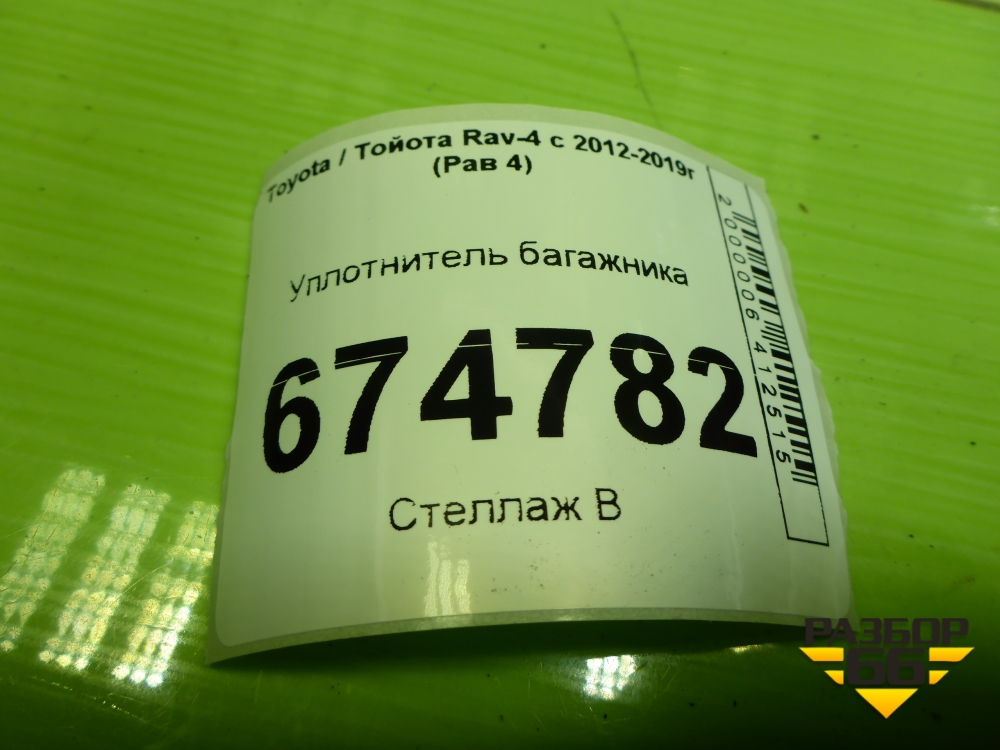 Toyota / Тойота Rav-4 с 2012-2019г
(Рав 4)
Уплотнитель багажника
674782
Стеллаж В
2000006412515
РАЗБОР
66